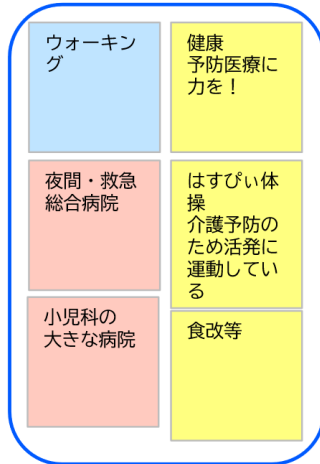 ウォーキン
グ
健康
予防医療に
力を！
夜間・救急
総合病院
はすぴぃ体
操
介護予防の
ため活発に
運動してい
る
小児科の
大きな病院
食改等